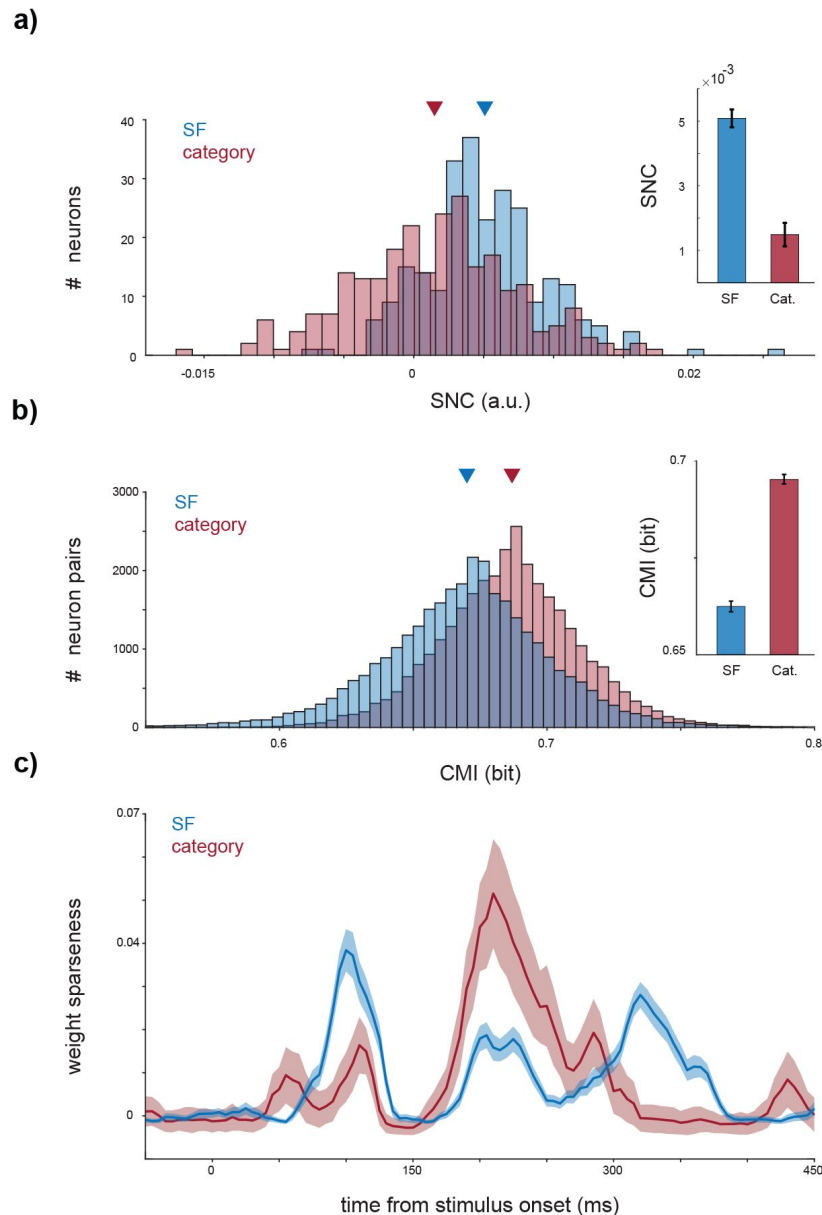 a)
SF
category
# neurons
40
30
20
10
0
-0.015
0
0.02
SNC (a.u.)
×10⁻³
SNC
5
3
1
SF
Cat.
b)
SF
category
# neuron pairs
3000
2000
1000
0
0.6
0.7
0.8
CMI (bit)
CMI (bit)
0.7
0.65
SF
Cat.
c)
SF
category
weight sparseness
0.07
0.04
0
0
150
300
450
time from stimulus onset (ms)